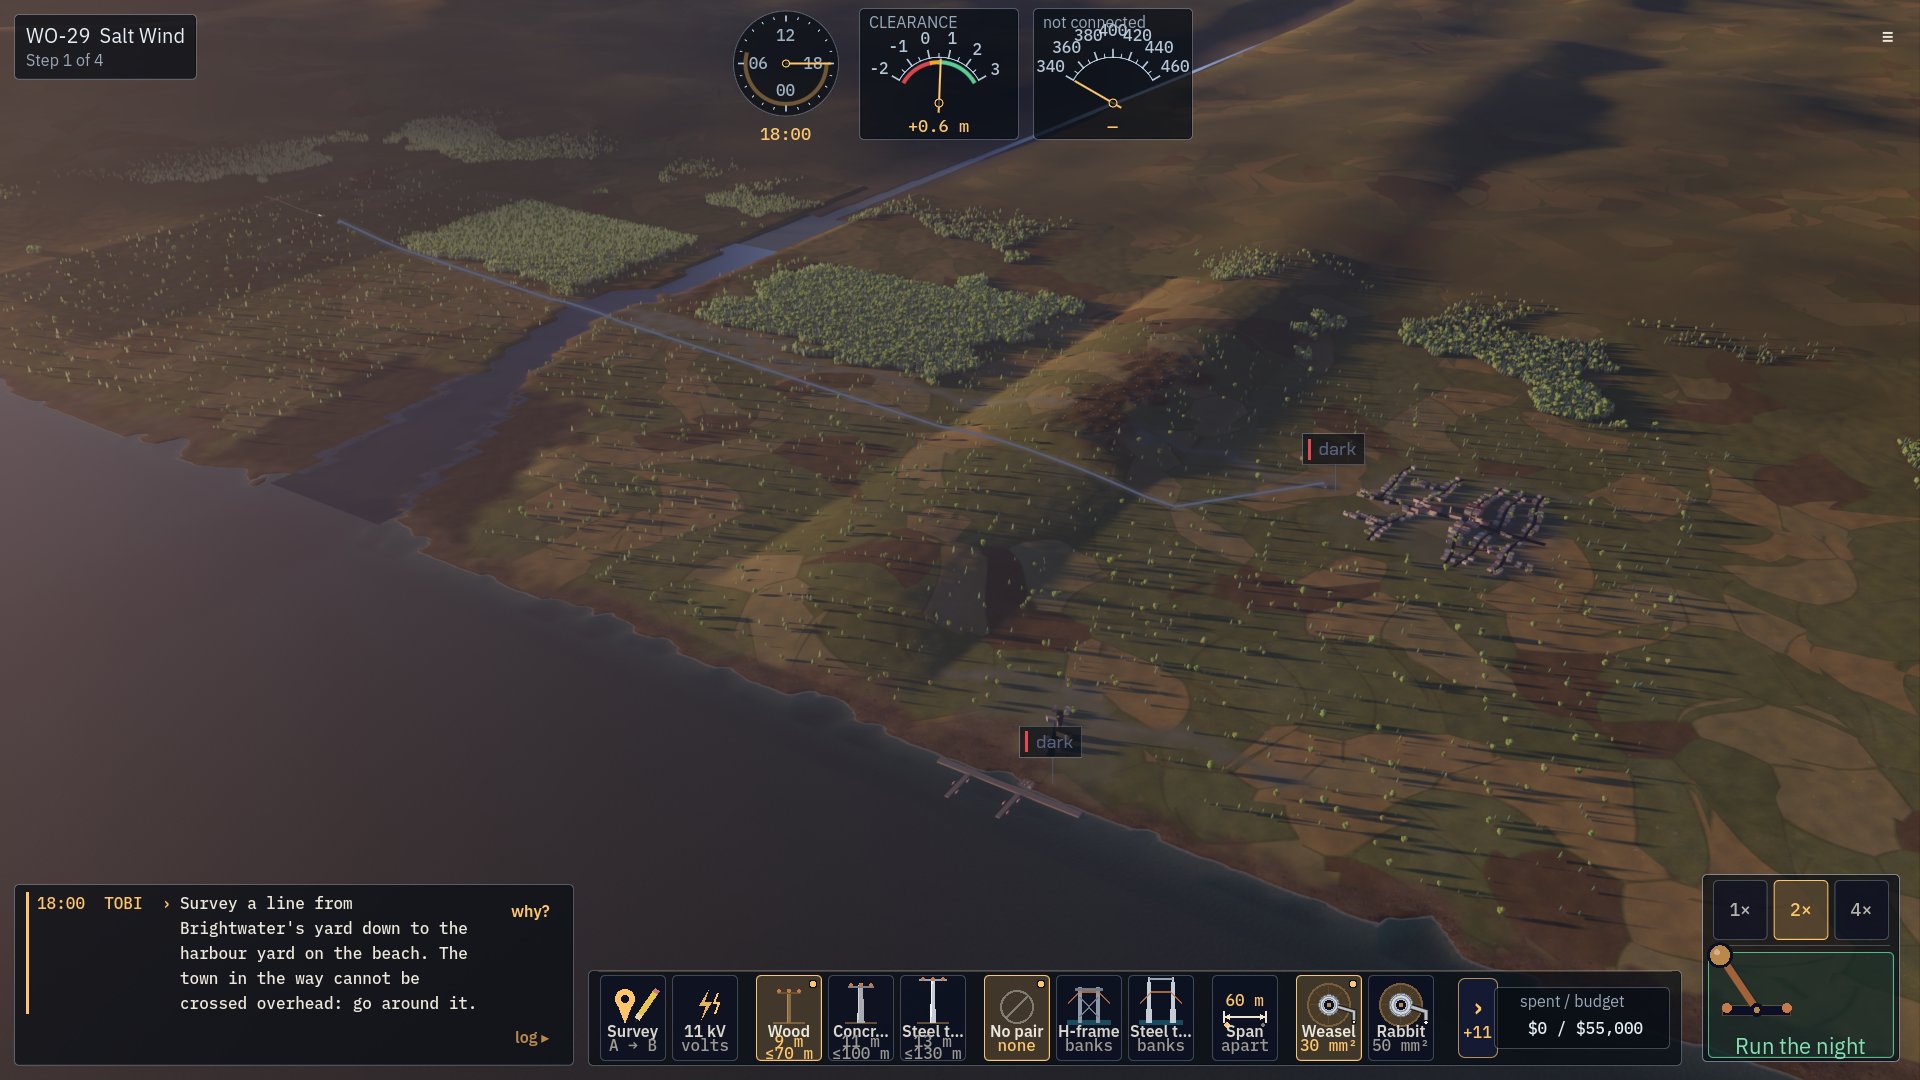 WO-29 Salt Wind
Step 1 of 4
12
06 18
00
18:00
CLEARANCE
-2 -1 0 1 2 3
+0.6 m
not connected
340 360 380 400 420 440 460
—
≡
dark
dark
18:00 TOBI › Survey a line from
Brightwater's yard down to the
harbour yard on the beach. The
town in the way cannot be
crossed overhead: go around it.
why?
log ▸
Survey
A → B
11 kV
volts
Wood
9 m
≤70 m
Concr...
11 m
≤100 m
Steel t...
13 m
≤130 m
No pair
none
H-frame
banks
Steel t...
banks
60 m
Span
apart
Weasel
30 mm²
Rabbit
50 mm²
›
+11
spent / budget
$0 / $55,000
1× 2× 4×
Run the night